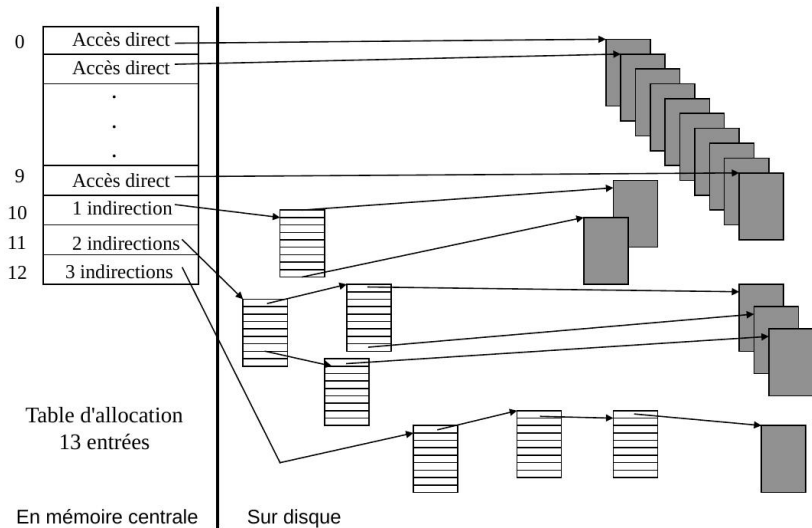 0 Accès direct
Accès direct
.
.
.
9 Accès direct
10 1 indirection
11 2 indirections
12 3 indirections
Table d'allocation
13 entrées
En mémoire centrale
Sur disque